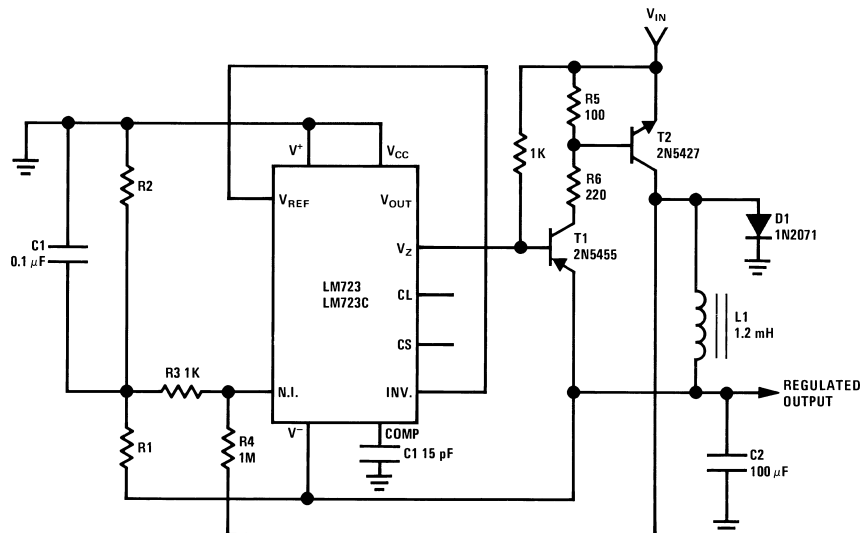 V_IN
R5
100
T2
2N5427
1K
V+
V_CC
R2
R6
220
V_REF
V_OUT
D1
1N2071
T1
2N5455
C1
0.1 μF
V_Z
LM723
LM723C
CL
L1
1.2 mH
CS
R3 1K
N.I.
INV.
REGULATED
OUTPUT
V−
COMP
R1
R4
1M
C1 15 pF
C2
100 μF